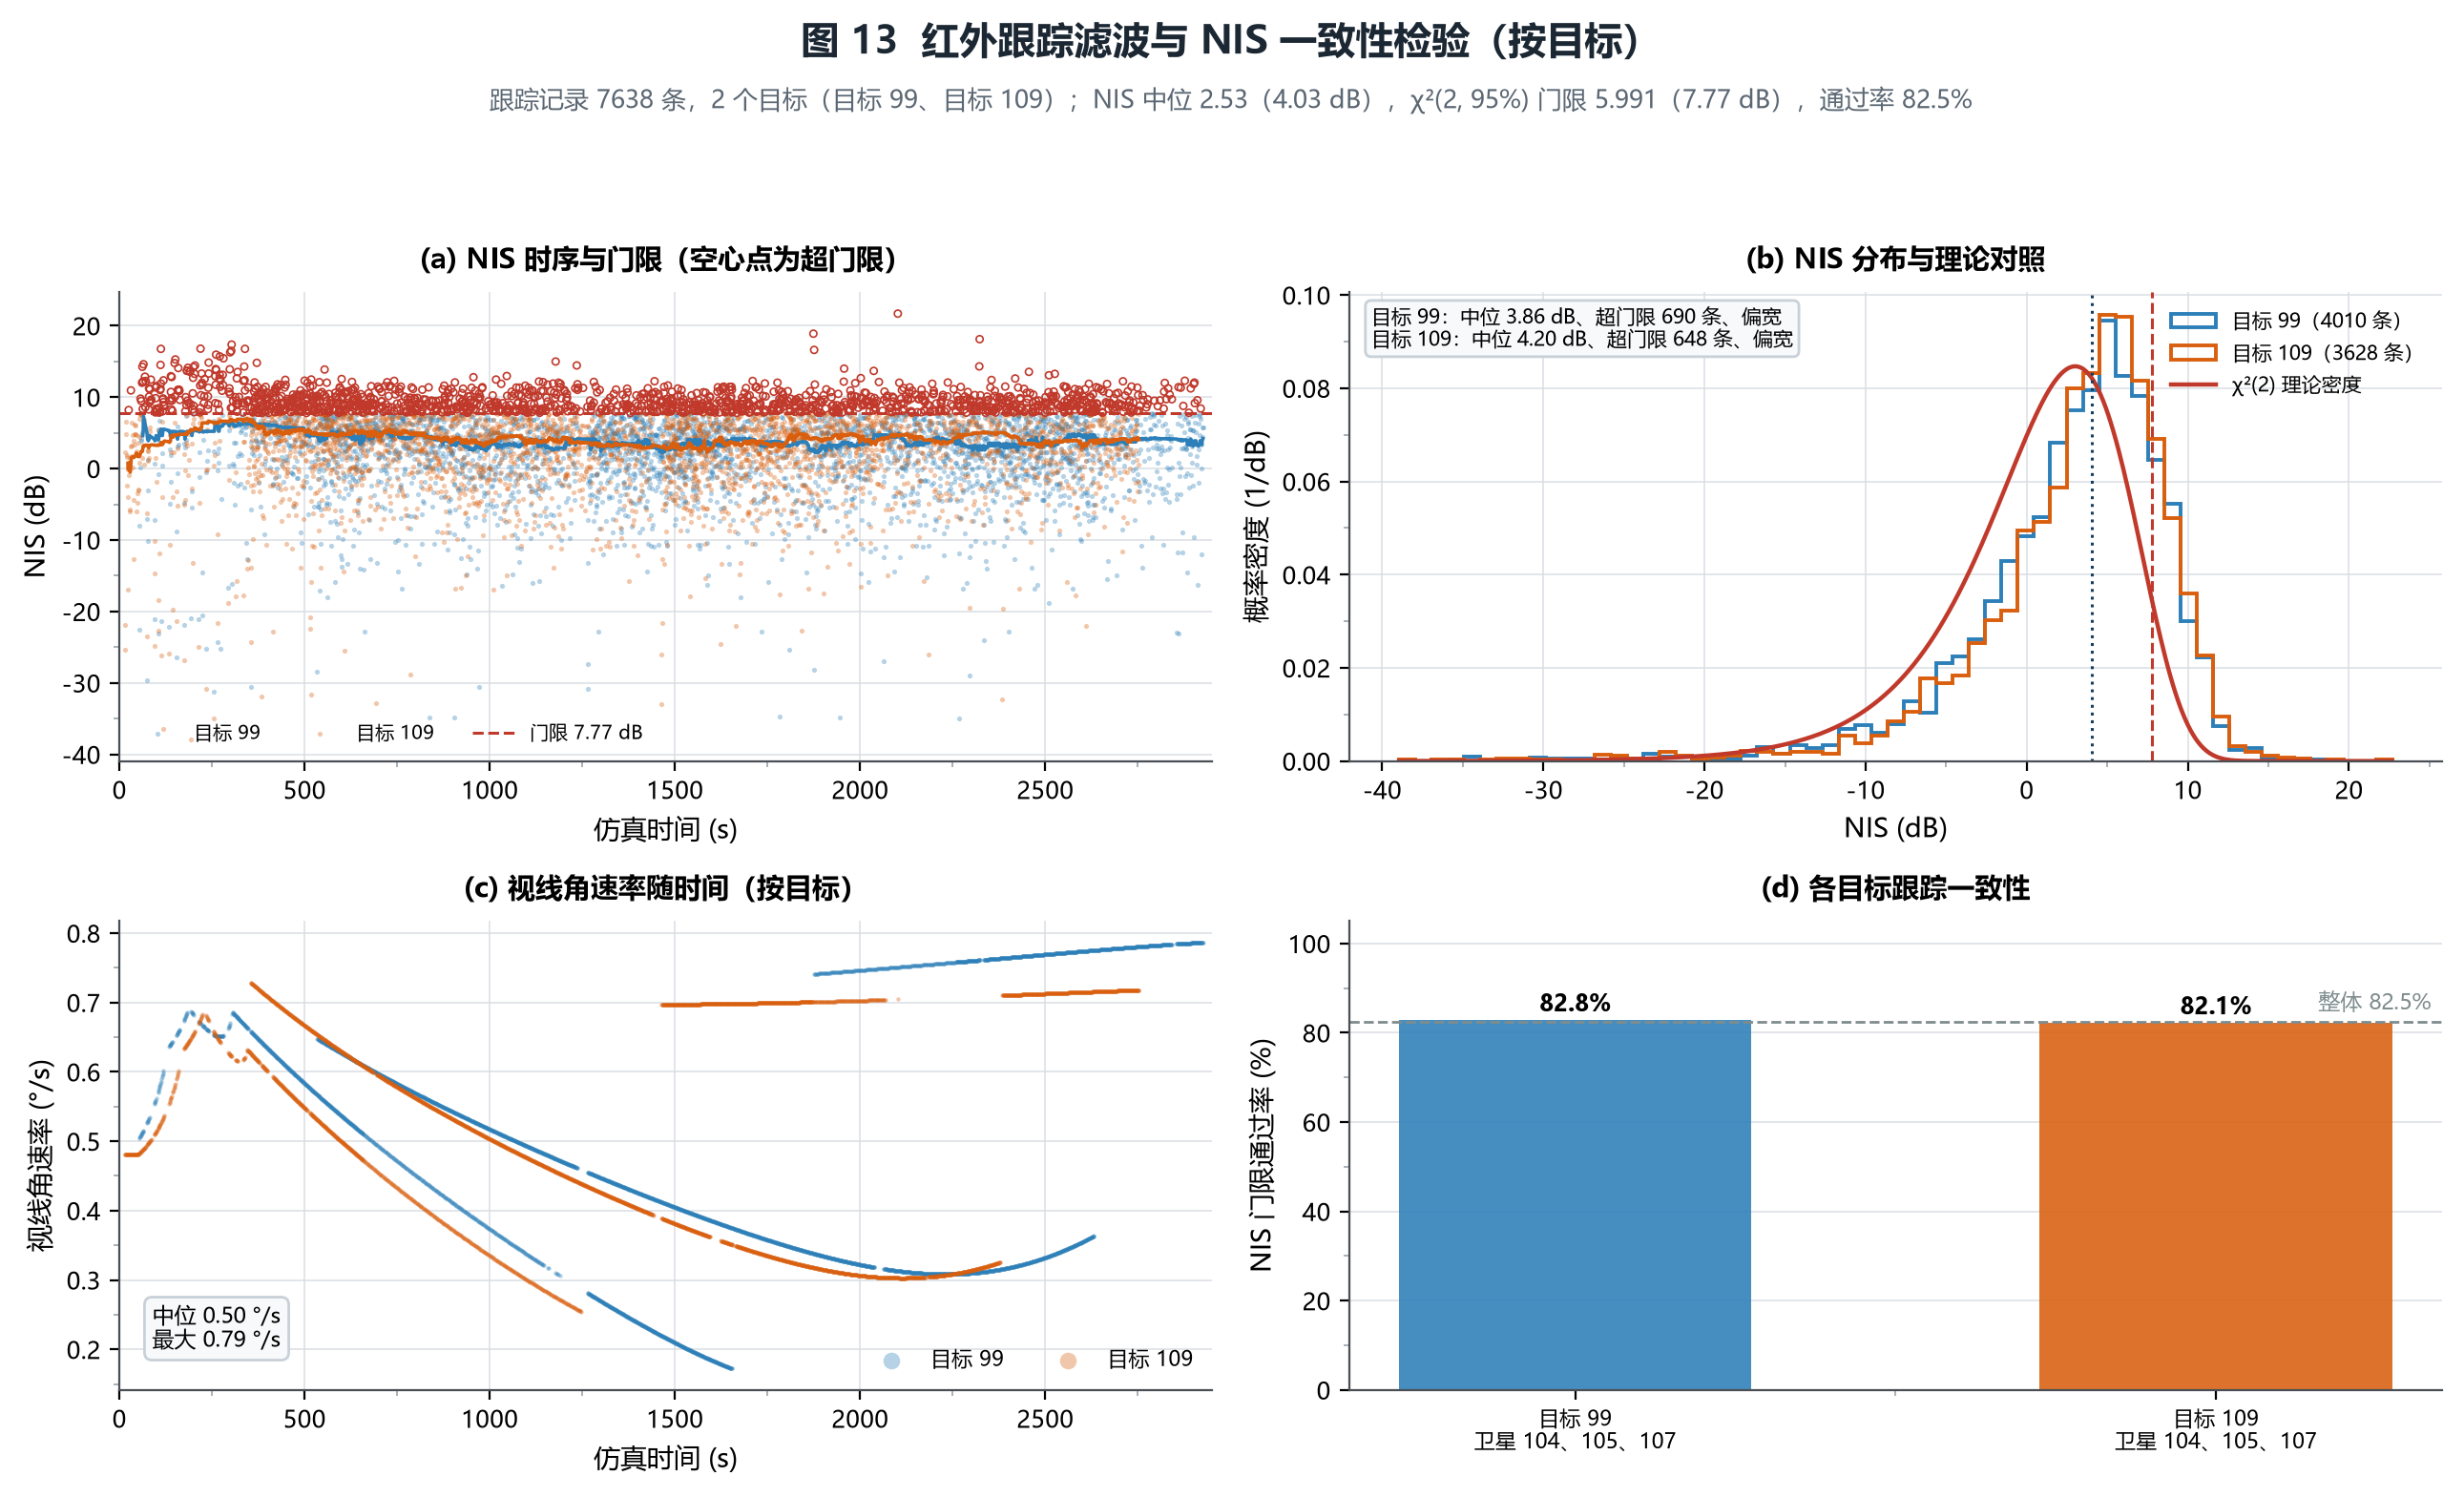 图 13 红外跟踪滤波与 NIS 一致性检验（按目标）
跟踪记录 7638 条，2 个目标（目标 99、目标 109）；NIS 中位 2.53（4.03 dB），χ²(2, 95%) 门限 5.991（7.77 dB），通过率 82.5%
(a) NIS 时序与门限（空心点为超门限）
NIS (dB)
20
10
0
-10
-20
-30
-40
目标 99
目标 109
门限 7.77 dB
0
500
1000
1500
2000
2500
仿真时间 (s)
(b) NIS 分布与理论对照
概率密度 (1/dB)
0.10
0.08
0.06
0.04
0.02
0.00
目标 99：中位 3.86 dB、超门限 690 条、偏宽
目标 109：中位 4.20 dB、超门限 648 条、偏宽
目标 99（4010 条）
目标 109（3628 条）
χ²(2) 理论密度
-40
-30
-20
-10
0
10
20
NIS (dB)
(c) 视线角速率随时间（按目标）
视线角速率 (°/s)
0.8
0.7
0.6
0.5
0.4
0.3
0.2
中位 0.50 °/s
最大 0.79 °/s
目标 99
目标 109
0
500
1000
1500
2000
2500
仿真时间 (s)
(d) 各目标跟踪一致性
NIS 门限通过率 (%)
100
80
60
40
20
0
82.8%
82.1%
整体 82.5%
目标 99
卫星 104、105、107
目标 109
卫星 104、105、107